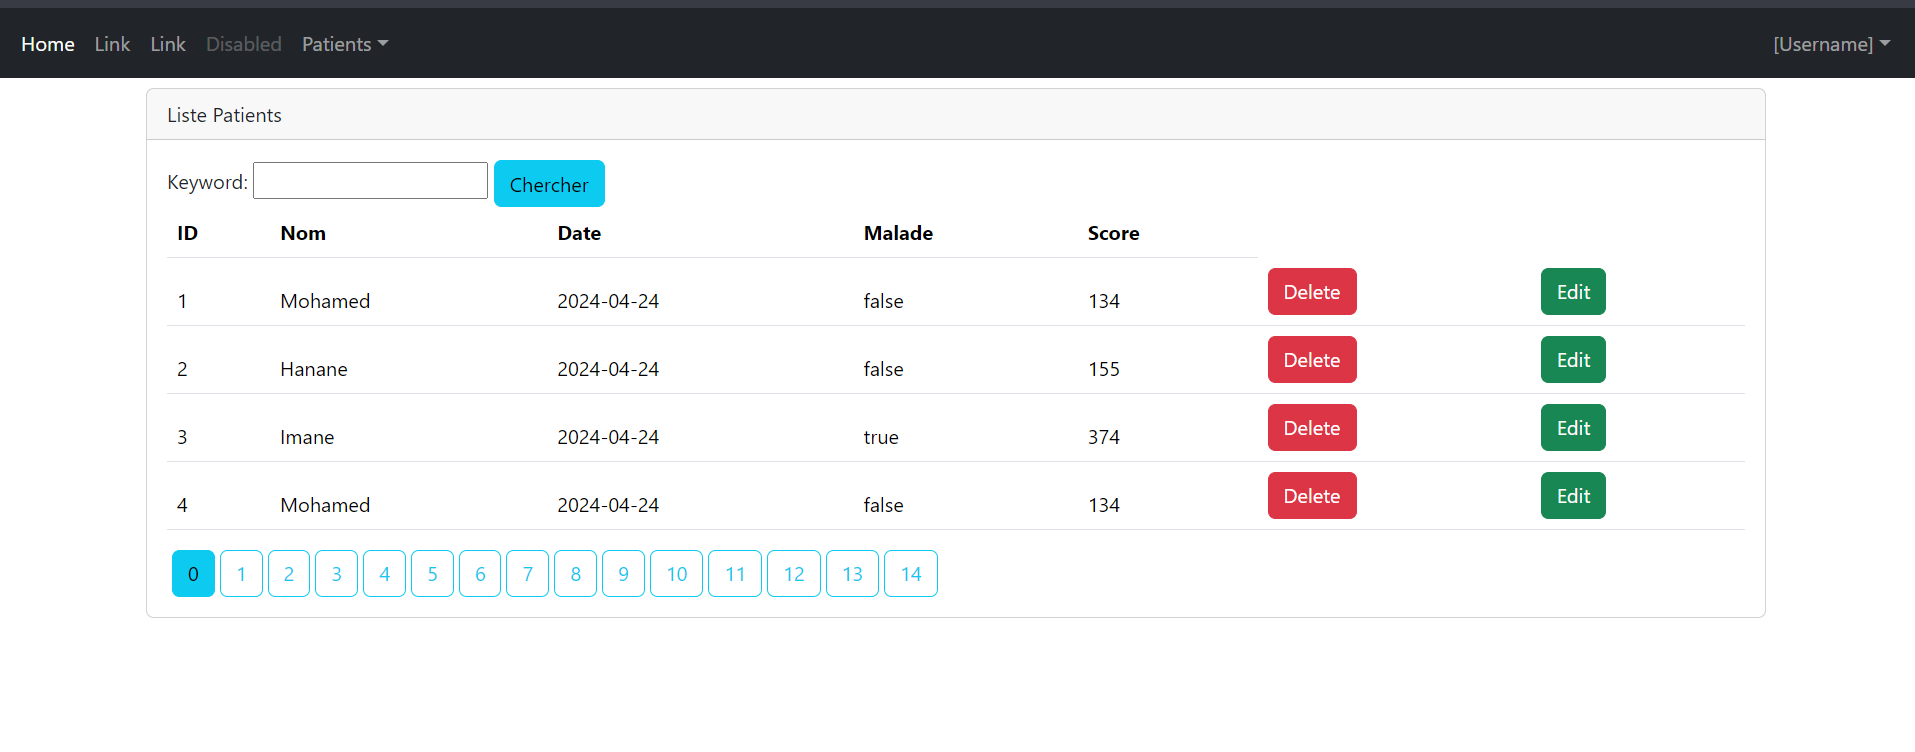 Home Link Link Disabled Patients [Username]
Liste Patients
Keyword: Chercher
ID Nom Date Malade Score
1 Mohamed 2024-04-24 false 134 Delete Edit
2 Hanane 2024-04-24 false 155 Delete Edit
3 Imane 2024-04-24 true 374 Delete Edit
4 Mohamed 2024-04-24 false 134 Delete Edit
0 1 2 3 4 5 6 7 8 9 10 11 12 13 14